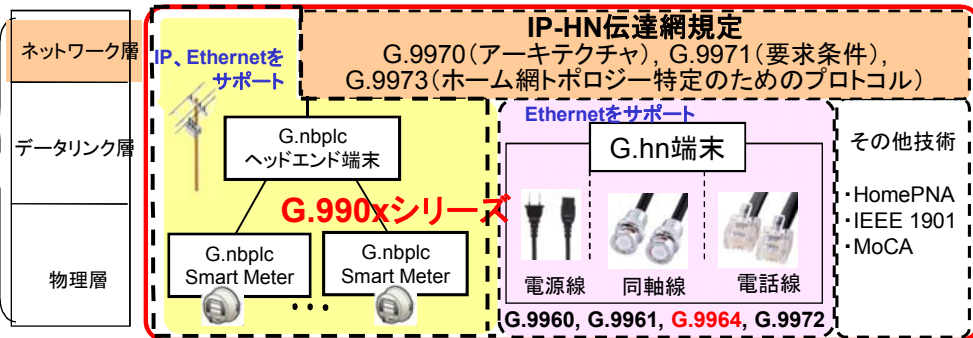 ネットワーク層
データリンク層
物理層
IP-HN伝達網規定
G.9970(アーキテクチャ), G.9971(要求条件),
G.9973(ホーム網トポロジー特定のためのプロトコル)
IP、Ethernetを
サポート
G.nbplc
ヘッドエンド端末
G.990xシリーズ
G.nbplc
Smart Meter
G.nbplc
Smart Meter
・・・
Ethernetをサポート
G.hn端末
電源線
同軸線
電話線
G.9960, G.9961, G.9964, G.9972
その他技術
・HomePNA
・IEEE 1901
・MoCA